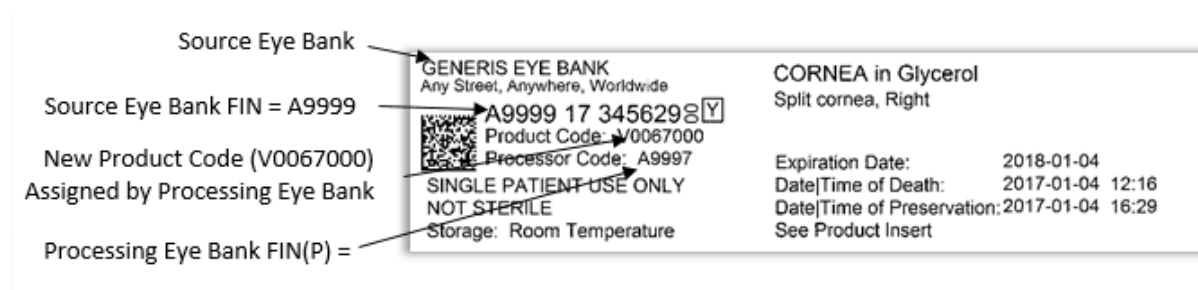 Source Eye Bank
Source Eye Bank FIN = A9999
New Product Code (V0067000)
Assigned by Processing Eye Bank
Processing Eye Bank FIN(P) =
GENERIS EYE BANK
Any Street, Anywhere, Worldwide
A9999 17 345629 80 Y
Product Code: V0067000
Processor Code: A9997
SINGLE PATIENT USE ONLY
NOT STERILE
Storage: Room Temperature
CORNEA in Glycerol
Split cornea, Right
Expiration Date: 2018-01-04
Date|Time of Death: 2017-01-04 12:16
Date|Time of Preservation: 2017-01-04 16:29
See Product Insert